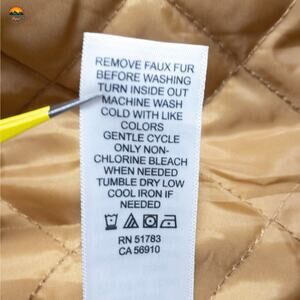 REMOVE FAUX FUR
BEFORE WASHING
TURN INSIDE OUT
MACHINE WASH
COLD WITH LIKE
COLORS
GENTLE CYCLE
ONLY NON-
CHLORINE BLEACH
WHEN NEEDED
TUMBLE DRY LOW
COOL IRON IF
NEEDED
RN 51783
CA 56910